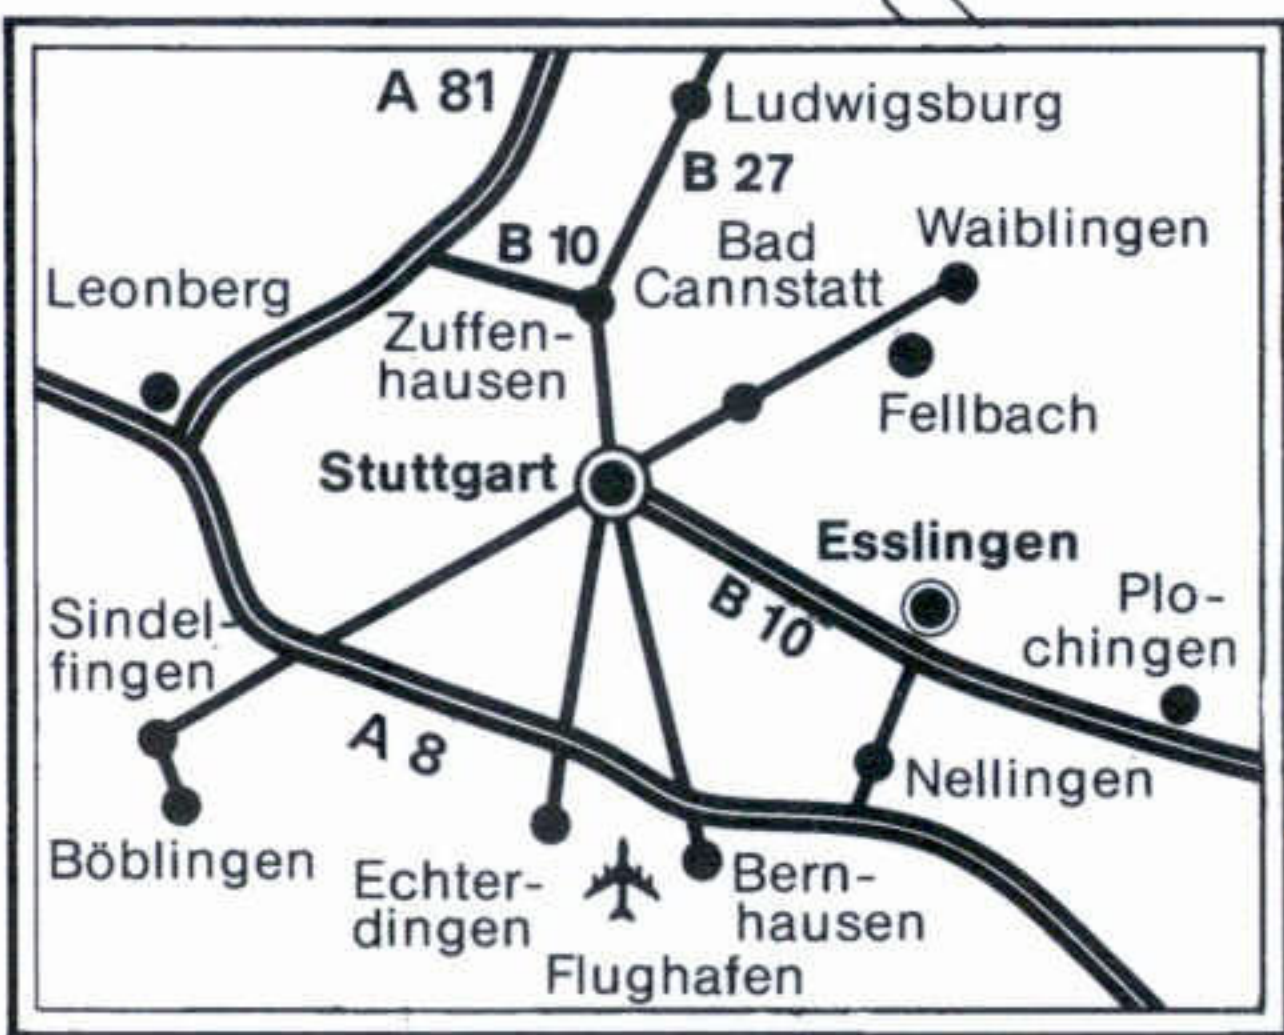 A 81
Ludwigsburg
B 27
B 10
Bad
Cannstatt
Waiblingen
Leonberg
Zuffen-
hausen
Fellbach
Stuttgart
Esslingen
B 10
Plo-
chingen
Sindel-
fingen
A 8
Nellingen
Böblingen
Echter-
dingen
Bern-
hausen
Flughafen